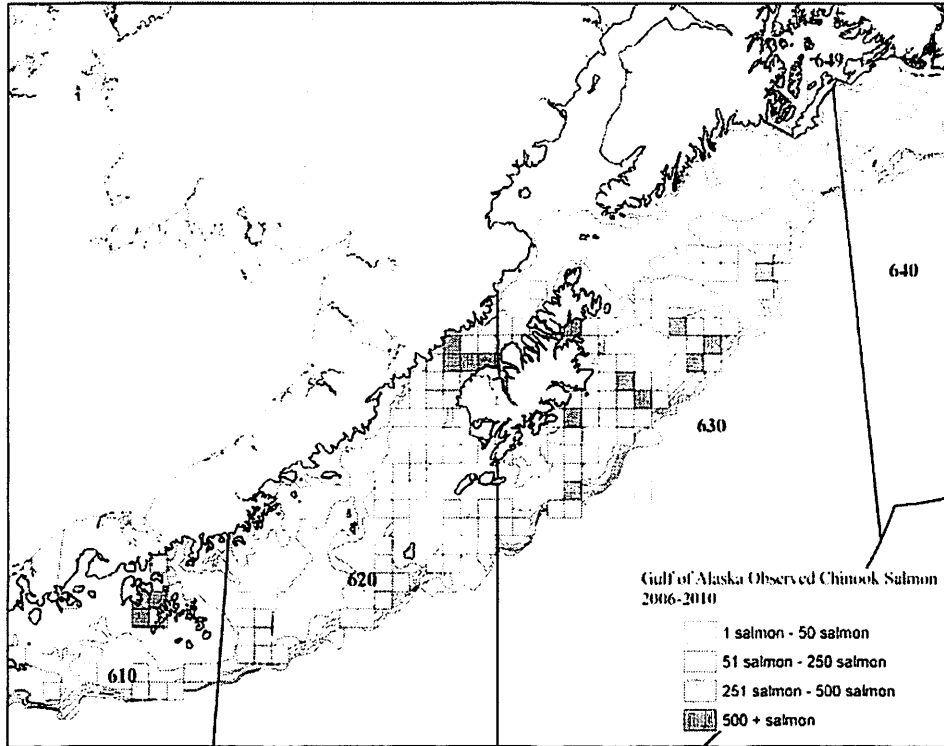 649
640
630
620
610
Gulf of Alaska Observed Chinook Salmon
2006-2010
1 salmon - 50 salmon
51 salmon - 250 salmon
251 salmon - 500 salmon
500 + salmon